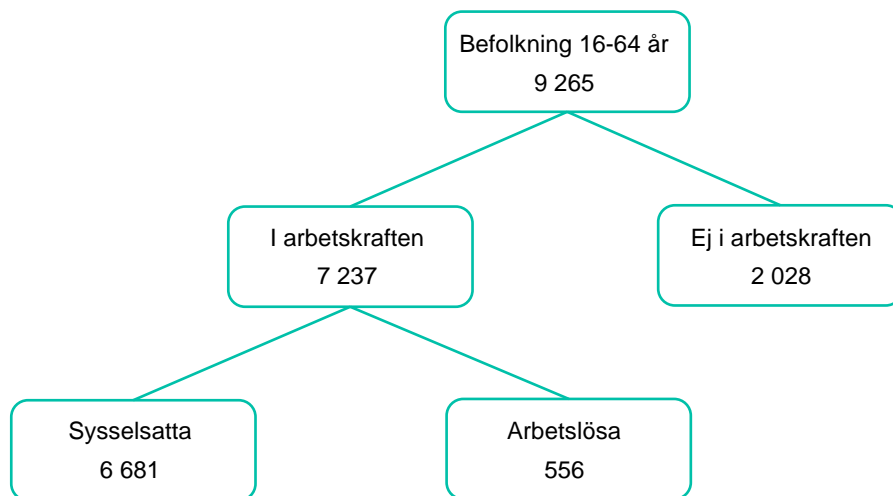 Befolkning 16-64 år
9 265
I arbetskraften
7 237
Ej i arbetskraften
2 028
Sysselsatta
6 681
Arbetslösa
556